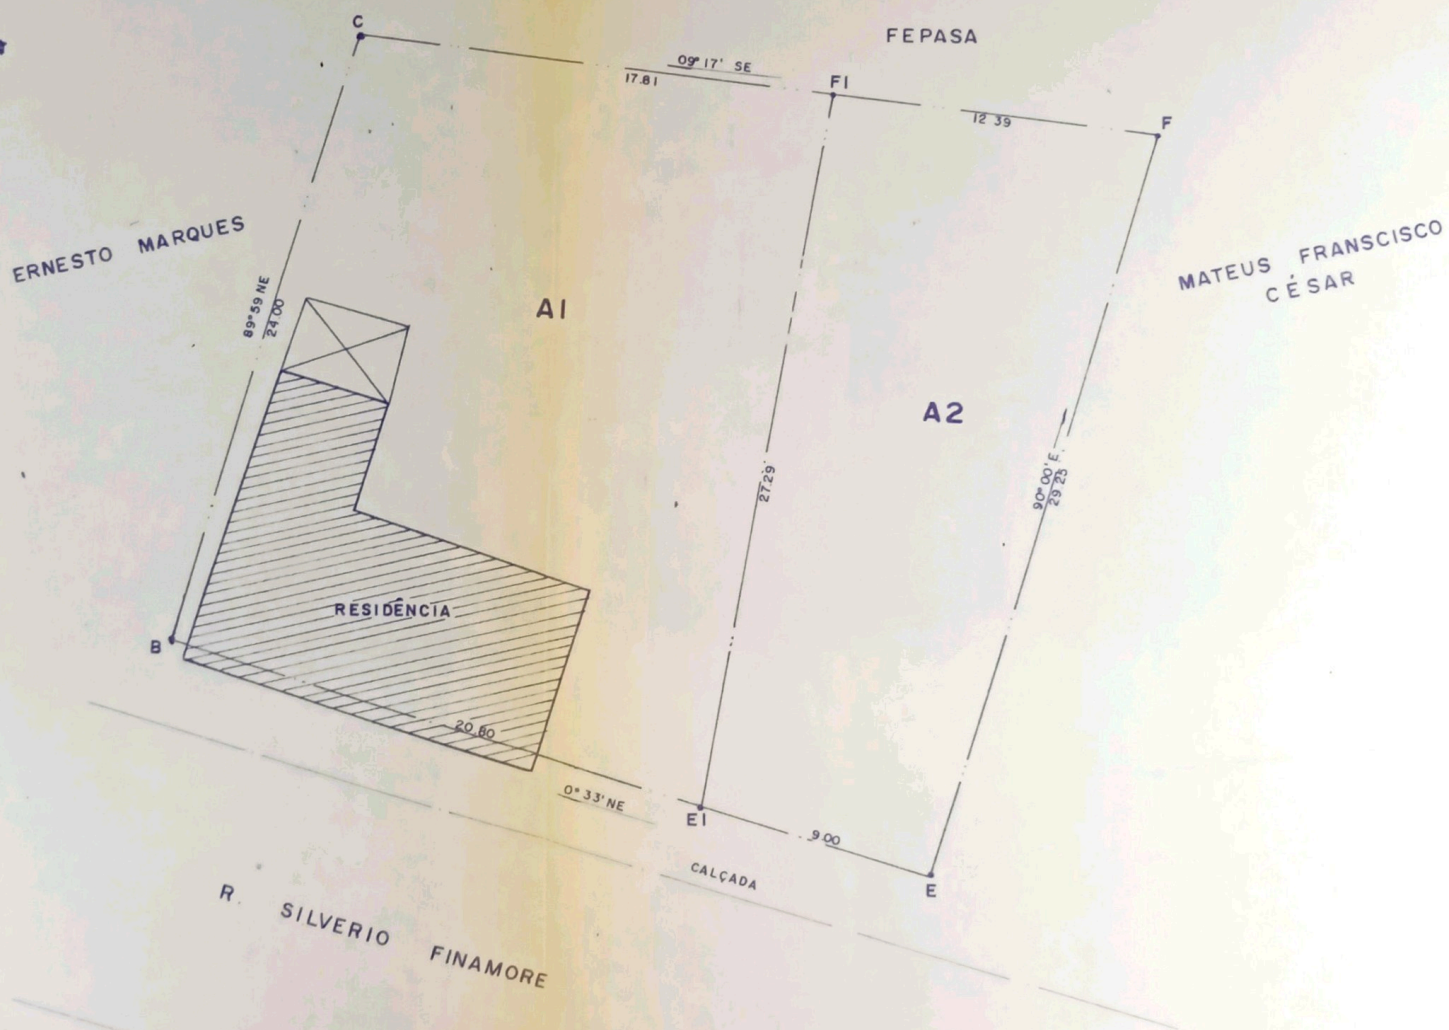 C
FEPASA
09° 17' SE
17.81
F1
12 39
F
ERNESTO MARQUES
MATEUS FRANSCISCO
CÉSAR
89°59 NE
24.00
A1
A2
27.29
90°00' E
29 25
RESIDÊNCIA
B
20.80
0° 33' NE
E1
9.00
E
CALÇADA
R. SILVERIO FINAMORE